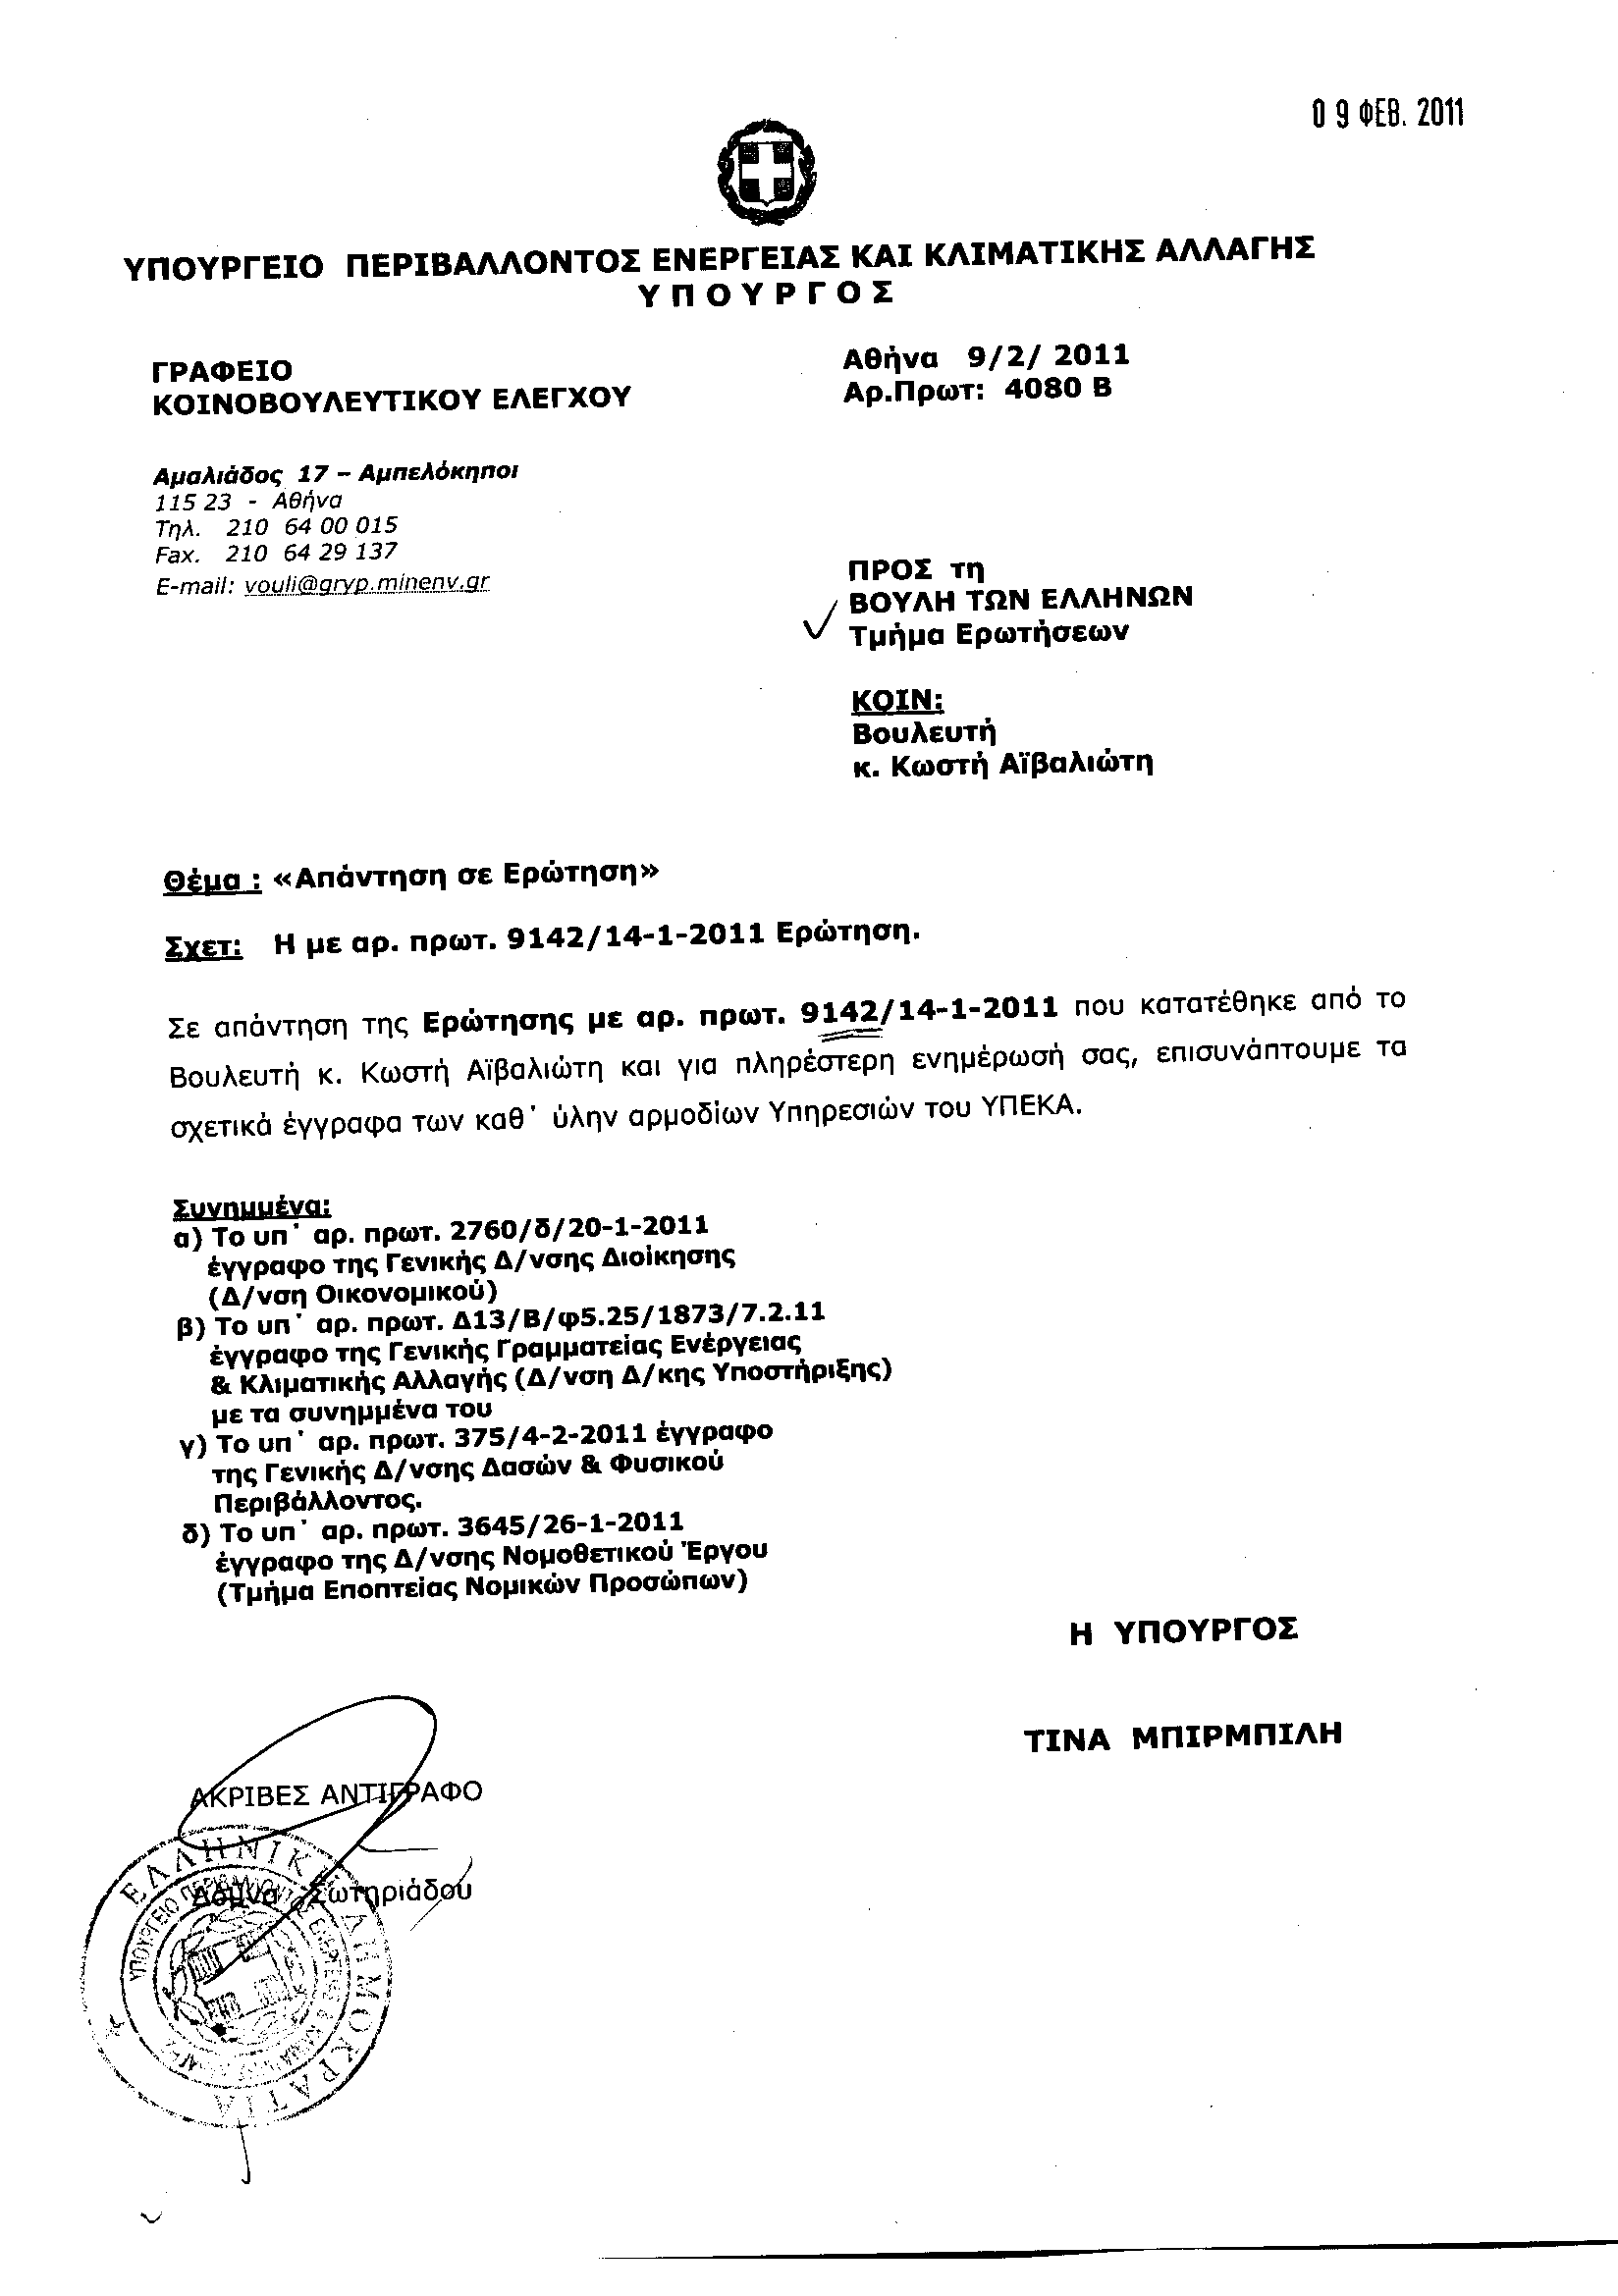 0 9 ΦΕΒ. 2011
ΥΠΟΥΡΓΕΙΟ ΠΕΡΙΒΑΛΛΟΝΤΟΣ ΕΝΕΡΓΕΙΑΣ ΚΑΙ ΚΛΙΜΑΤΙΚΗΣ ΑΛΛΑΓΗΣ
Υ Π Ο Υ Ρ Γ Ο Σ
ΓΡΑΦΕΙΟ
ΚΟΙΝΟΒΟΥΛΕΥΤΙΚΟΥ ΕΛΕΓΧΟΥ
Αθήνα 9/2/ 2011
Αρ.Πρωτ: 4080 Β
Αμαλιάδος 17 – Αμπελόκηποι
115 23 - Αθήνα
Τηλ. 210 64 00 015
Fax. 210 64 29 137
E-mail: vouli@gryp.minenv.gr
ΠΡΟΣ τη
ΒΟΥΛΗ ΤΩΝ ΕΛΛΗΝΩΝ
Τμήμα Ερωτήσεων
ΚΟΙΝ:
Βουλευτή
κ. Κωστή Αϊβαλιώτη
Θέμα : «Απάντηση σε Ερώτηση»
Σχετ: Η με αρ. πρωτ. 9142/14-1-2011 Ερώτηση.
Σε απάντηση της Ερώτησης με αρ. πρωτ. 9142/14-1-2011 που κατατέθηκε από το
Βουλευτή κ. Κωστή Αϊβαλιώτη και για πληρέστερη ενημέρωσή σας, επισυνάπτουμε τα
σχετικά έγγραφα των καθ΄ ύλην αρμοδίων Υπηρεσιών του ΥΠΕΚΑ.
Συνημμένα:
α) Το υπ΄ αρ. πρωτ. 2760/δ/20-1-2011
έγγραφο της Γενικής Δ/νσης Διοίκησης
(Δ/νση Οικονομικού)
β) Το υπ΄ αρ. πρωτ. Δ13/Β/φ5.25/1873/7.2.11
έγγραφο της Γενικής Γραμματείας Ενέργειας
& Κλιματικής Αλλαγής (Δ/νση Δ/κης Υποστήριξης)
με τα συνημμένα του
γ) Το υπ΄ αρ. πρωτ. 375/4-2-2011 έγγραφο
της Γενικής Δ/νσης Δασών & Φυσικού
Περιβάλλοντος.
δ) Το υπ΄ αρ. πρωτ. 3645/26-1-2011
έγγραφο της Δ/νσης Νομοθετικού Έργου
(Τμήμα Εποπτείας Νομικών Προσώπων)
Η ΥΠΟΥΡΓΟΣ
ΤΙΝΑ ΜΠΙΡΜΠΙΛΗ
ΑΚΡΙΒΕΣ ΑΝΤΙΓΡΑΦΟ
Δόμνα Σωτηριάδου
ΕΛΛΗΝΙΚΗ ΔΗΜΟΚΡΑΤΙΑ